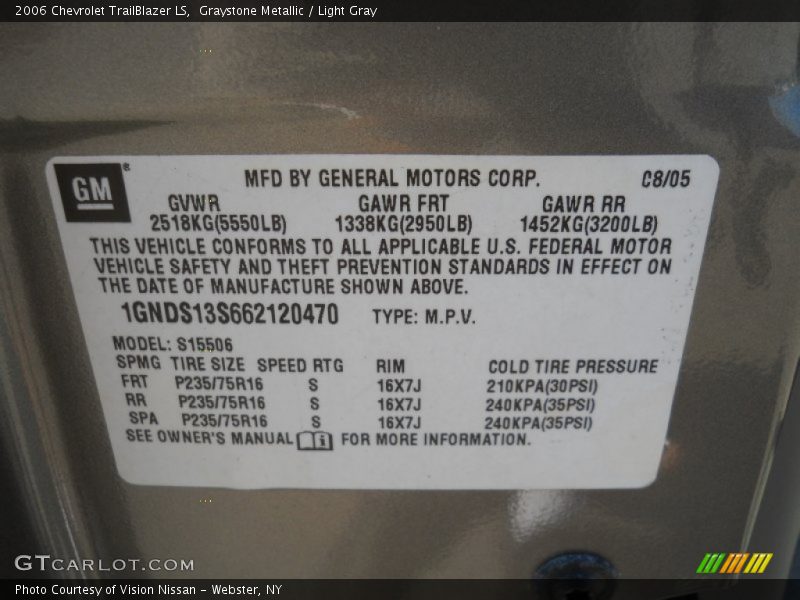 2006 Chevrolet TrailBlazer LS,  Graystone Metallic / Light Gray
GM® MFD BY GENERAL MOTORS CORP. 08/05
GVWR GAWR FRT GAWR RR
2518KG(5550LB) 1338KG(2950LB) 1452KG(3200LB)
THIS VEHICLE CONFORMS TO ALL APPLICABLE U.S. FEDERAL MOTOR
VEHICLE SAFETY AND THEFT PREVENTION STANDARDS IN EFFECT ON
THE DATE OF MANUFACTURE SHOWN ABOVE.
1GNDS13S662120470 TYPE: M.P.V.
MODEL: S15506
SPMG TIRE SIZE SPEED RTG RIM COLD TIRE PRESSURE
FRT P235/75R16 S 16X7J 210KPA(30PSI)
RR P235/75R16 S 16X7J 240KPA(35PSI)
SPA P235/75R16 S 16X7J 240KPA(35PSI)
SEE OWNER'S MANUAL FOR MORE INFORMATION.
GTCARLOT.COM
Photo Courtesy of Vision Nissan - Webster, NY